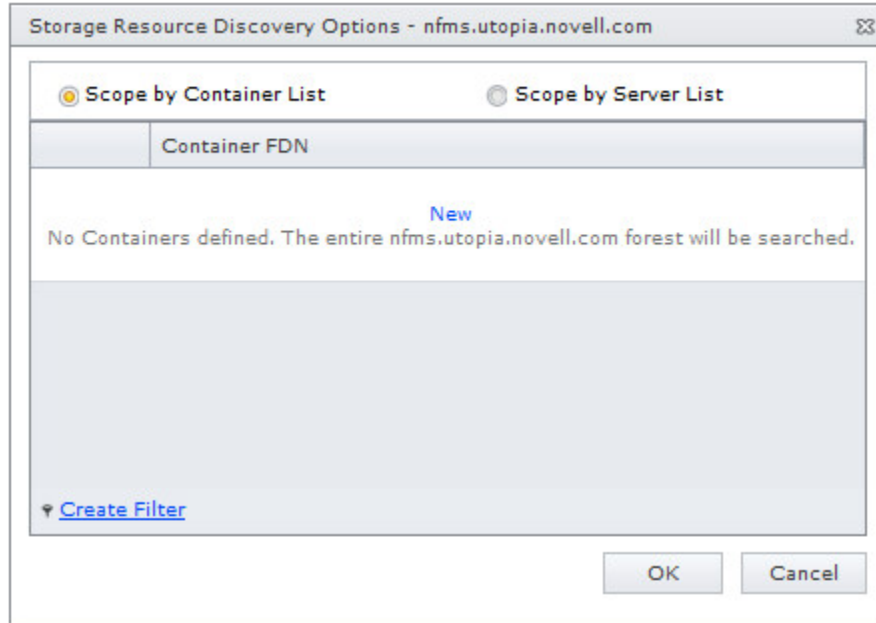 Storage Resource Discovery Options - nfms.utopia.novell.com
Scope by Container List Scope by Server List
Container FDN
New
No Containers defined. The entire nfms.utopia.novell.com forest will be searched.
Create Filter
OK Cancel